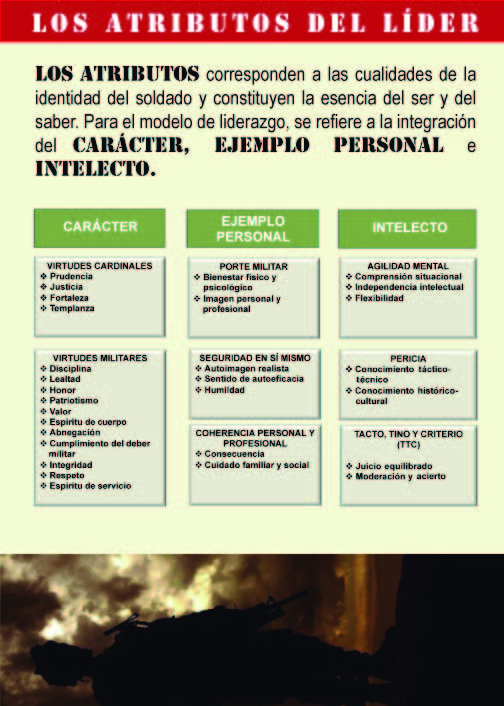 LOS ATRIBUTOS DEL LÍDER
LOS ATRIBUTOS corresponden a las cualidades de la
identidad del soldado y constituyen la esencia del ser y del
saber. Para el modelo de liderazgo, se refiere a la integración
del CARÁCTER, EJEMPLO PERSONAL e
INTELECTO.
CARÁCTER
VIRTUDES CARDINALES
❖ Prudencia
❖ Justicia
❖ Fortaleza
❖ Templanza
VIRTUDES MILITARES
❖ Disciplina
❖ Lealtad
❖ Honor
❖ Patriotismo
❖ Valor
❖ Espíritu de cuerpo
❖ Abnegación
❖ Cumplimiento del deber
militar
❖ Integridad
❖ Respeto
❖ Espíritu de servicio
EJEMPLO
PERSONAL
PORTE MILITAR
❖ Bienestar físico y
psicológico
❖ Imagen personal y
profesional
SEGURIDAD EN SÍ MISMO
❖ Autoimagen realista
❖ Sentido de autoeficacia
❖ Humildad
COHERENCIA PERSONAL Y
PROFESIONAL
❖ Consecuencia
❖ Cuidado familiar y social
INTELECTO
AGILIDAD MENTAL
❖ Comprensión situacional
❖ Independencia intelectual
❖ Flexibilidad
PERICIA
❖ Conocimiento táctico-
técnico
❖ Conocimiento histórico-
cultural
TACTO, TINO Y CRITERIO
(TTC)
❖ Juicio equilibrado
❖ Moderación y acierto